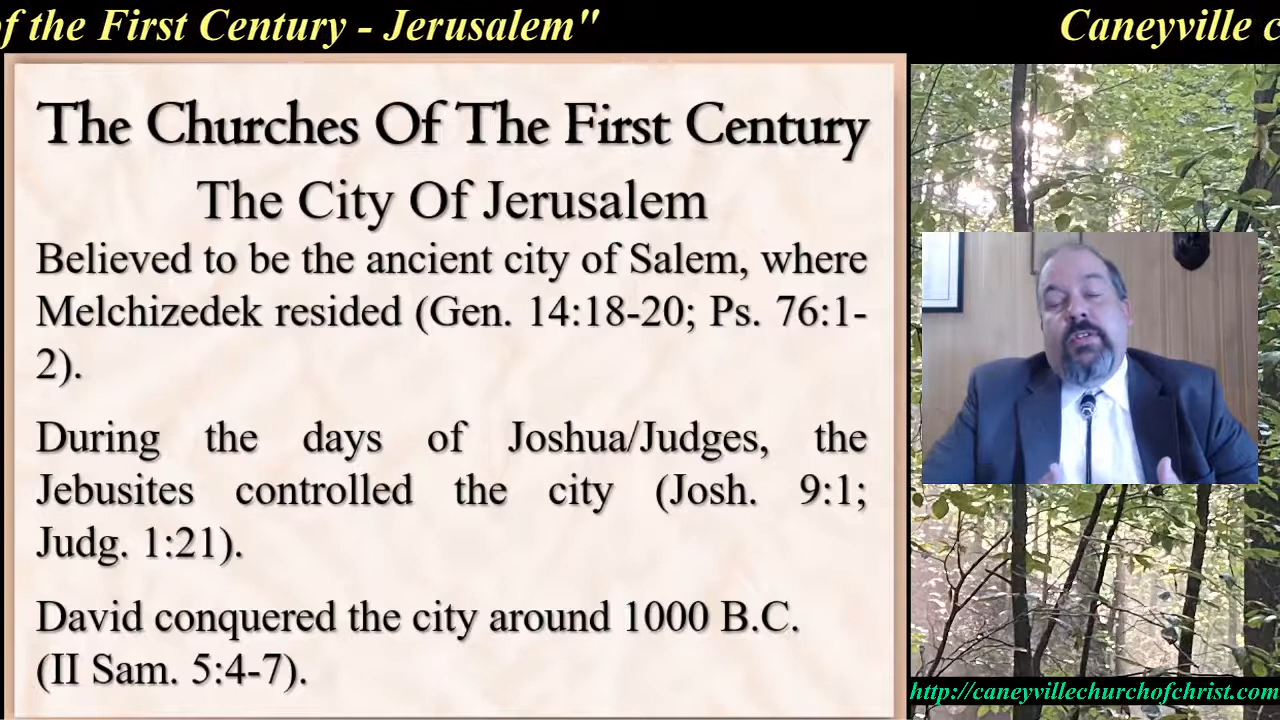 of the First Century - Jerusalem"
Caneyville c
The Churches Of The First Century
The City Of Jerusalem
Believed to be the ancient city of Salem, where
Melchizedek resided (Gen. 14:18-20; Ps. 76:1-
2).
During the days of Joshua/Judges, the
Jebusites controlled the city (Josh. 9:1;
Judg. 1:21).
David conquered the city around 1000 B.C.
(II Sam. 5:4-7).
http://caneyvillechurchofchrist.com